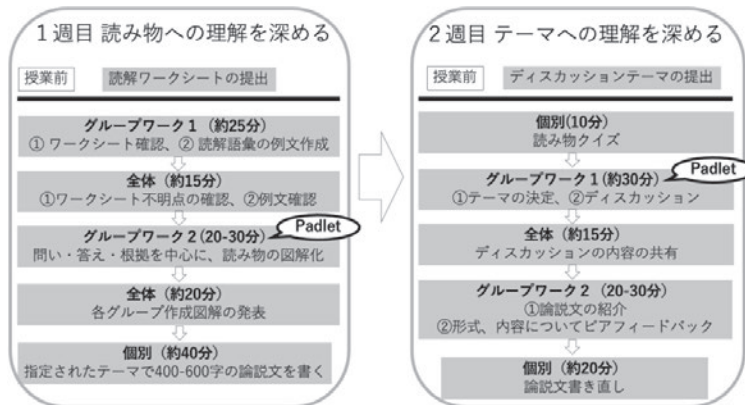 1週目 読み物への理解を深める
授業前
読解ワークシートの提出
グループワーク1（約25分）
① ワークシート確認、② 読解語彙の例文作成
全体（約15分）
①ワークシート不明点の確認、②例文確認
Padlet
グループワーク2（20-30分）
問い・答え・根拠を中心に、読み物の図解化
全体（約20分）
各グループ作成図解の発表
個別（約40分）
指定されたテーマで400-600字の論説文を書く
2週目 テーマへの理解を深める
授業前
ディスカッションテーマの提出
個別(10分)
読み物クイズ
Padlet
グループワーク1(約30分)
①テーマの決定、②ディスカッション
全体（約15分）
ディスカッションの内容の共有
グループワーク2（20-30分）
①論説文の紹介
②形式、内容についてピアフィードバック
個別（約20分）
論説文書き直し